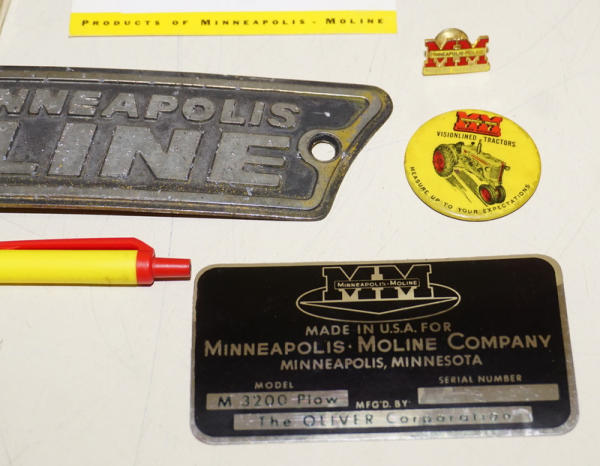 PRODUCTS OF MINNEAPOLIS - MOLINE
MM
MINNEAPOLIS-MOLINE
NNEAPOLIS
LINE
MM
VISIONLINED TRACTORS
MEASURE UP TO YOUR EXPECTATIONS
MM
MINNEAPOLIS-MOLINE
MADE IN U.S.A. FOR
MINNEAPOLIS-MOLINE COMPANY
MINNEAPOLIS, MINNESOTA
MODEL
SERIAL NUMBER
M 3200 Plow
MFG'D. BY
The OLIVER Corporation